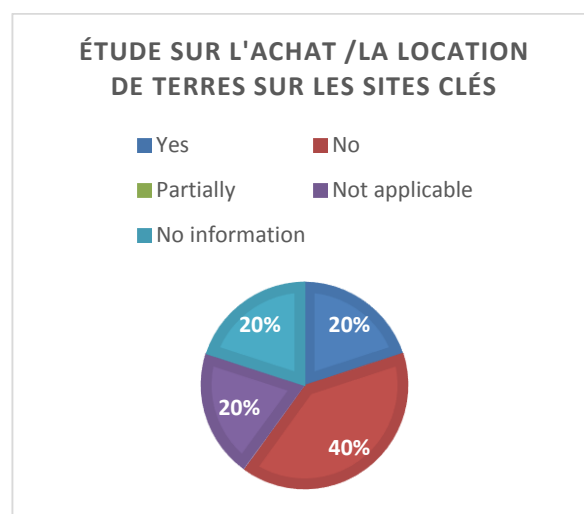 ÉTUDE SUR L'ACHAT /LA LOCATION
DE TERRES SUR LES SITES CLÉS
Yes
No
Partially
Not applicable
No information
20%
20%
20%
40%